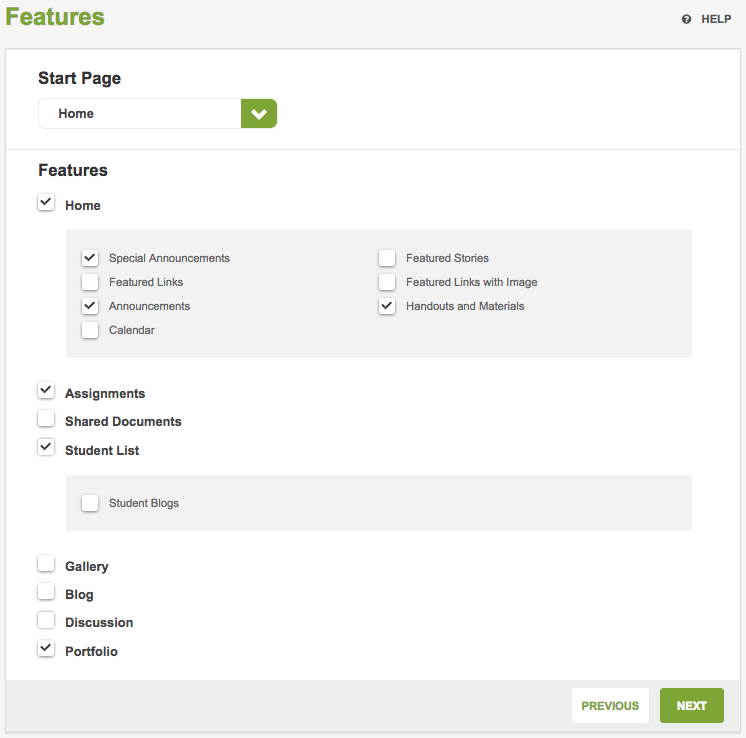 Features
HELP
Start Page
Home
Features
Home
Special Announcements
Featured Stories
Featured Links
Featured Links with Image
Announcements
Handouts and Materials
Calendar
Assignments
Shared Documents
Student List
Student Blogs
Gallery
Blog
Discussion
Portfolio
PREVIOUS
NEXT